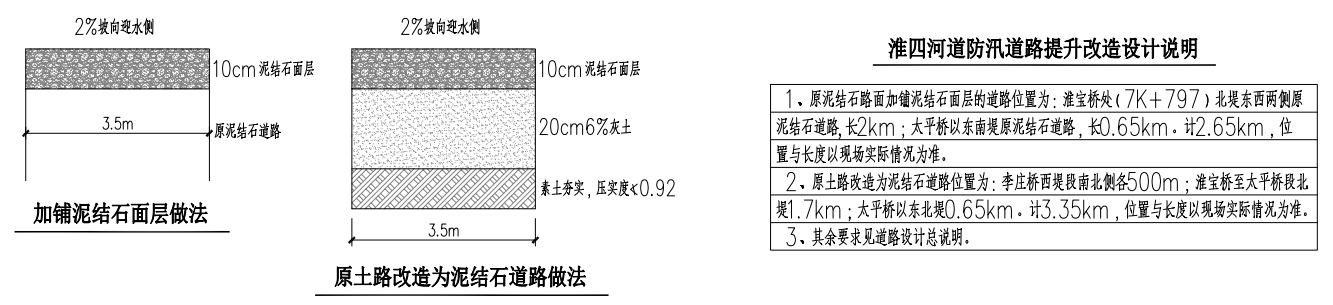 2%坡向迎水侧
10cm泥结石面层
3.5m
原泥结石道路
加铺泥结石面层做法
2%坡向迎水侧
10cm泥结石面层
20cm6%灰土
素土夯实，压实度≮0.92
3.5m
原土路改造为泥结石道路做法
淮四河道防汛道路提升改造设计说明
1、原泥结石路面加铺泥结石面层的道路位置为：淮宝桥处（7K+797）北堤东西两侧原
泥结石道路，长2km；太平桥以东南堤原泥结石道路，长0.65km。计2.65km，位
置与长度以现场实际情况为准。
2、原土路改造为泥结石道路位置为：李庄桥西堤段南北侧各500m；淮宝桥至太平桥段北
堤1.7km；太平桥以东北堤0.65km。计3.35km，位置与长度以现场实际情况为准。
3、其余要求见道路设计总说明。